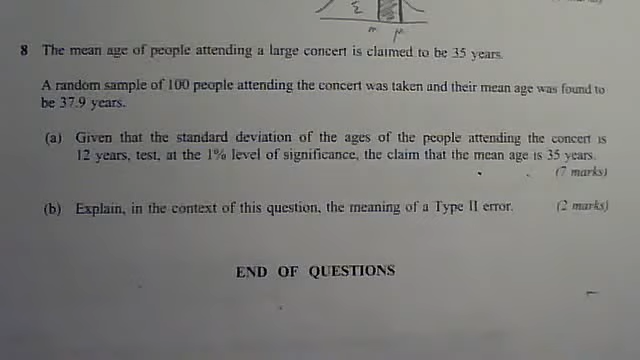 8 The mean age of people attending a large concert is claimed to be 35 years.
A random sample of 100 people attending the concert was taken and their mean age was found to
be 37.9 years.
(a) Given that the standard deviation of the ages of the people attending the concert is
12 years, test, at the 1% level of significance, the claim that the mean age is 35 years.
(7 marks)
(b) Explain, in the context of this question, the meaning of a Type II error. (2 marks)
END OF QUESTIONS